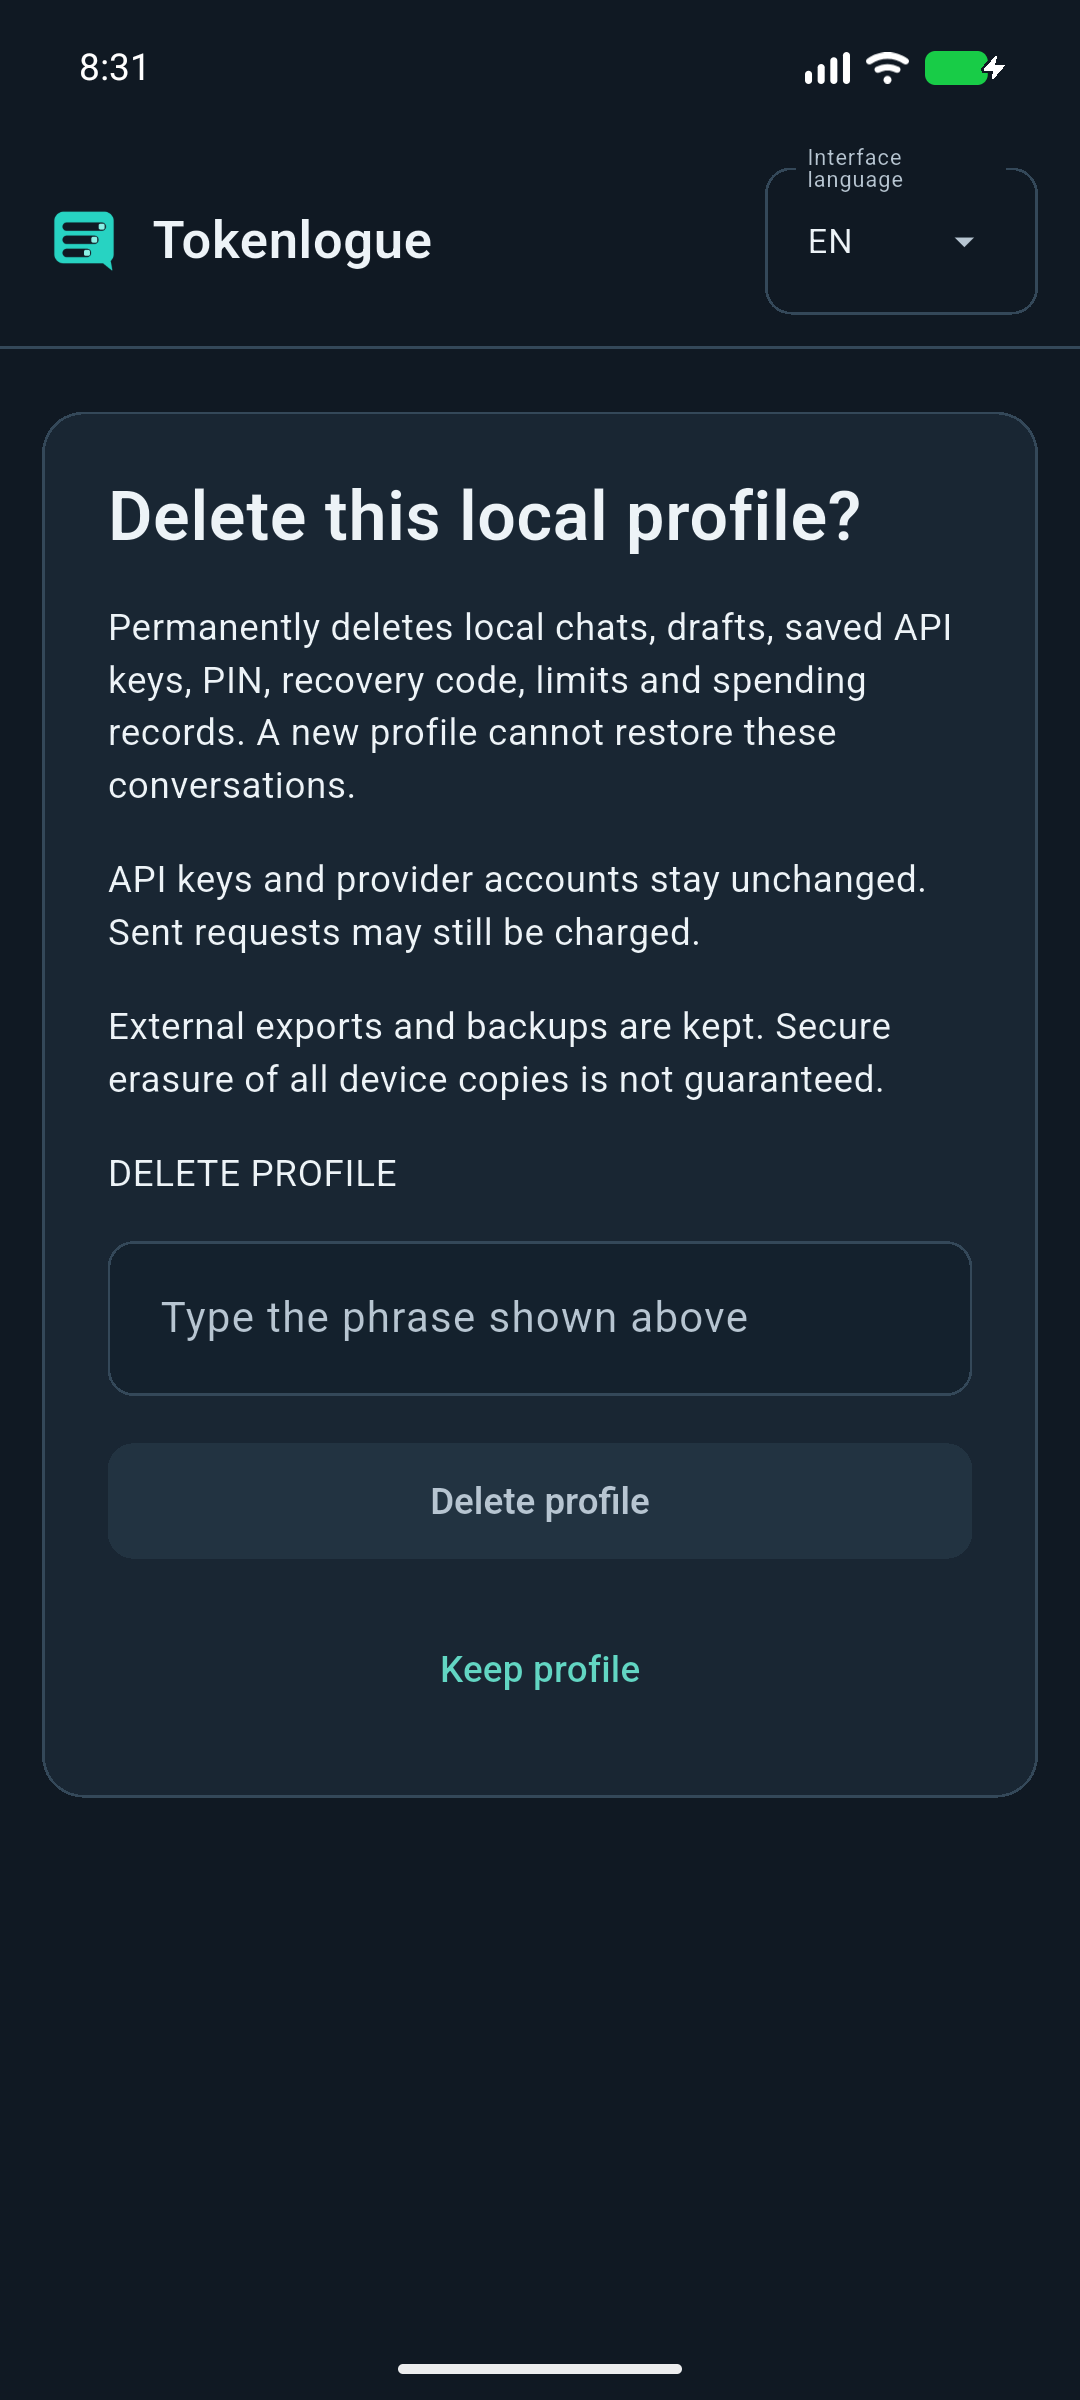 8:31
Tokenlogue
Interface
language
EN
Delete this local profile?
Permanently deletes local chats, drafts, saved API
keys, PIN, recovery code, limits and spending
records. A new profile cannot restore these
conversations.
API keys and provider accounts stay unchanged.
Sent requests may still be charged.
External exports and backups are kept. Secure
erasure of all device copies is not guaranteed.
DELETE PROFILE
Type the phrase shown above
Delete profile
Keep profile